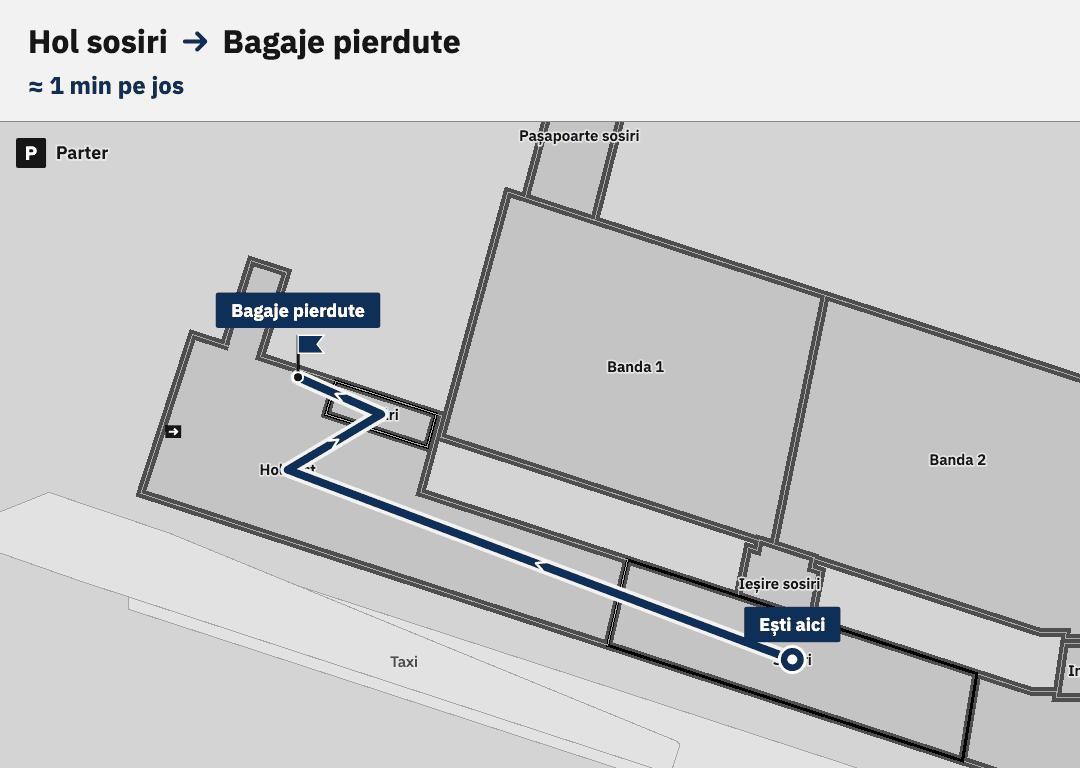 Hol sosiri → Bagaje pierdute
≈ 1 min pe jos
P Parter
Pașapoarte sosiri
Bagaje pierdute
Banda 1
Banda 2
Ieșire sosiri
Ești aici
Taxi